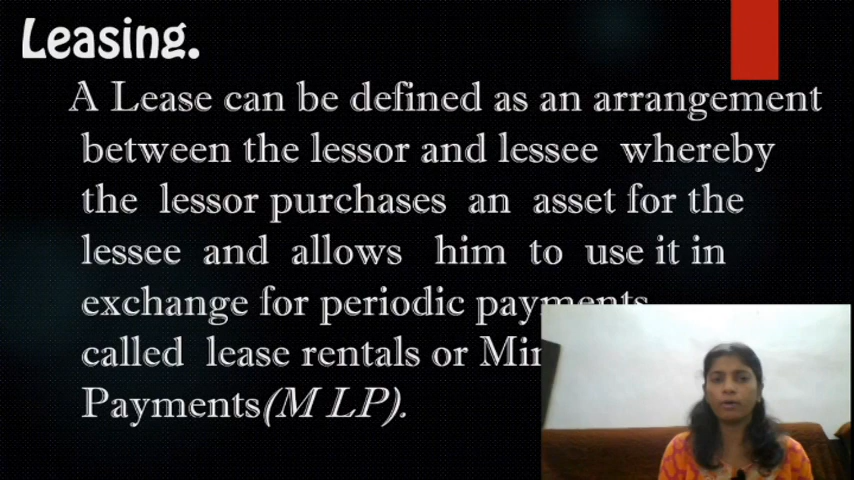 Leasing.
A Lease can be defined as an arrangement
between the lessor and lessee whereby
the lessor purchases an asset for the
lessee and allows him to use it in
exchange for periodic payments
called lease rentals or
Payments(M LP).